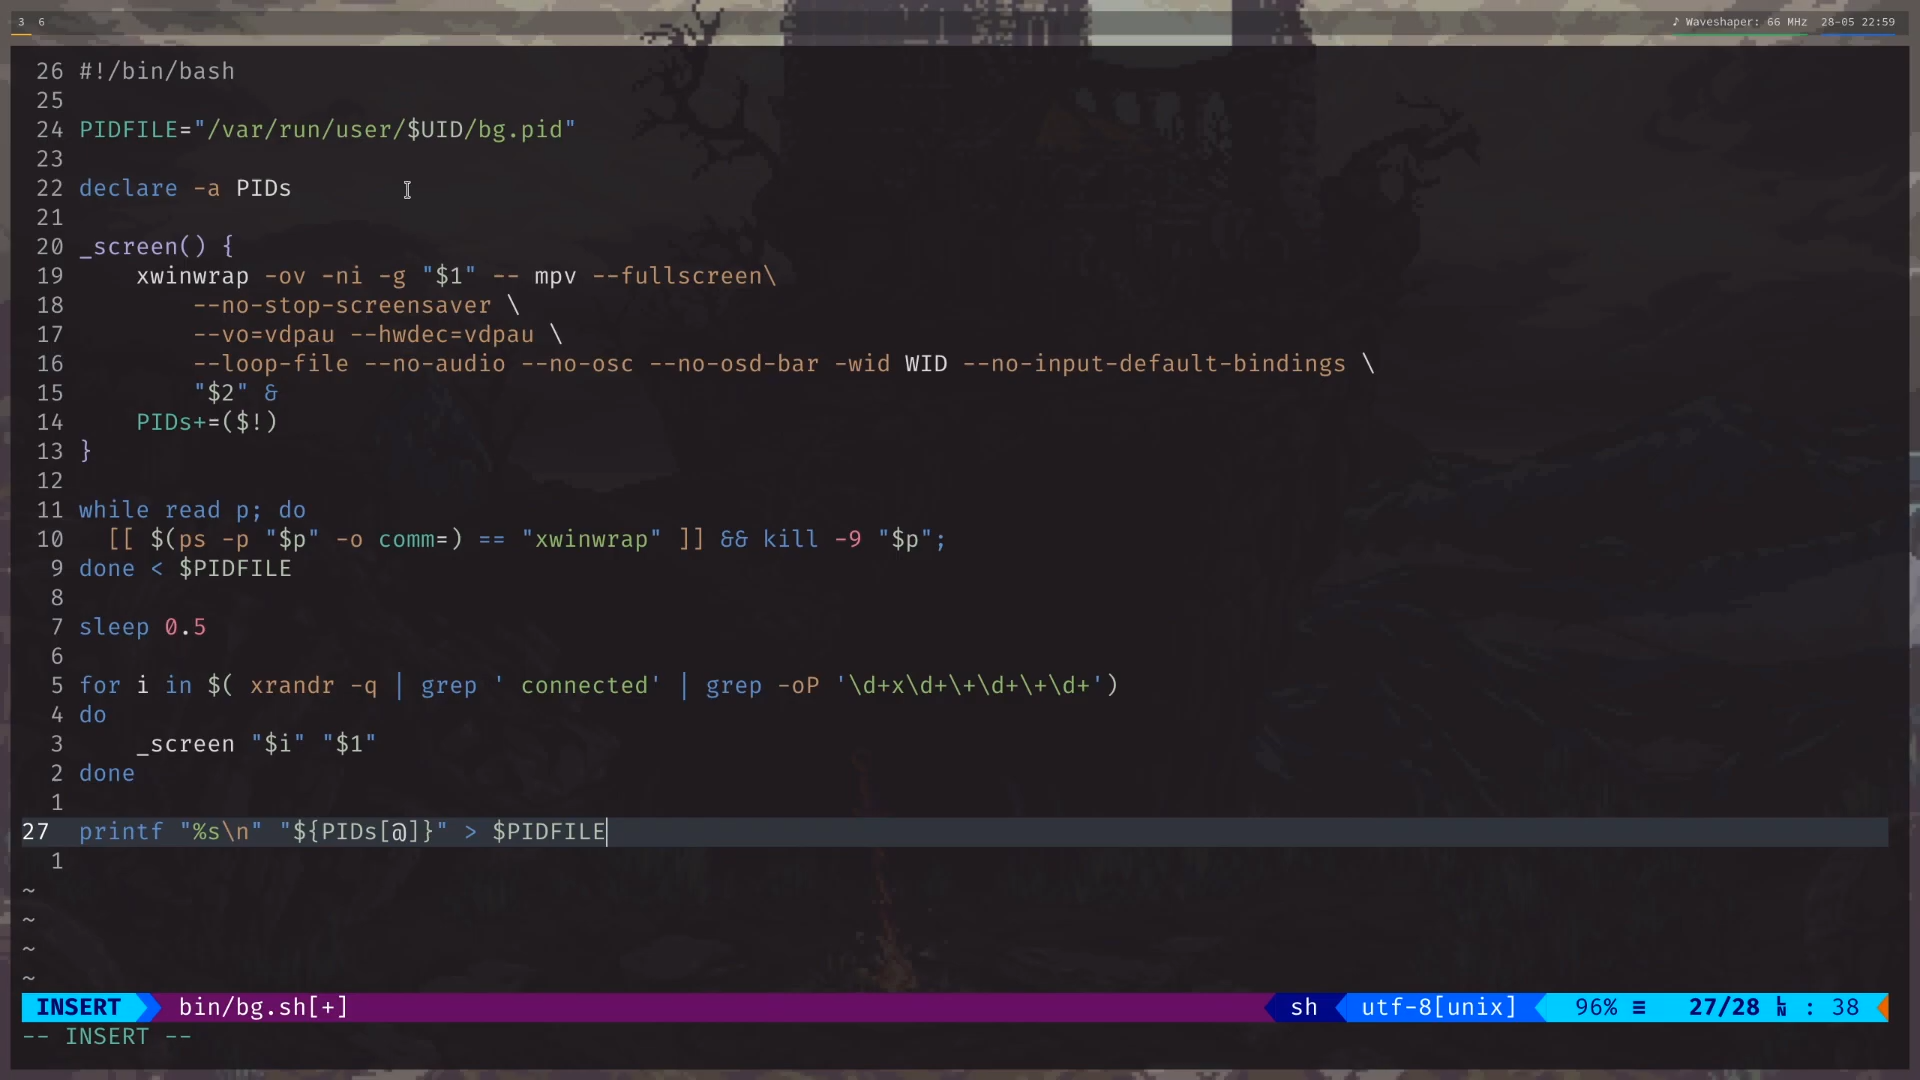 3 6
♪ Waveshaper: 66 MHz 28-05 22:59
26 #!/bin/bash
25
24 PIDFILE="/var/run/user/$UID/bg.pid"
23
22 declare -a PIDs
21
20 _screen() {
19     xwinwrap -ov -ni -g "$1" -- mpv --fullscreen\
18         --no-stop-screensaver \
17         --vo=vdpau --hwdec=vdpau \
16         --loop-file --no-audio --no-osc --no-osd-bar -wid WID --no-input-default-bindings \
15         "$2" &
14     PIDs+=($!)
13 }
12
11 while read p; do
10   [[ $(ps -p "$p" -o comm=) == "xwinwrap" ]] && kill -9 "$p";
9 done < $PIDFILE
8
7 sleep 0.5
6
5 for i in $( xrandr -q | grep ' connected' | grep -oP '\d+x\d+\+\d+\+\d+')
4 do
3     _screen "$i" "$1"
2 done
1
27 printf "%s\n" "${PIDs[@]}" > $PIDFILE
1
~
~
~
~
INSERT bin/bg.sh[+] sh utf-8[unix] 96% ≡ 27/28 ㏑ : 38
-- INSERT --